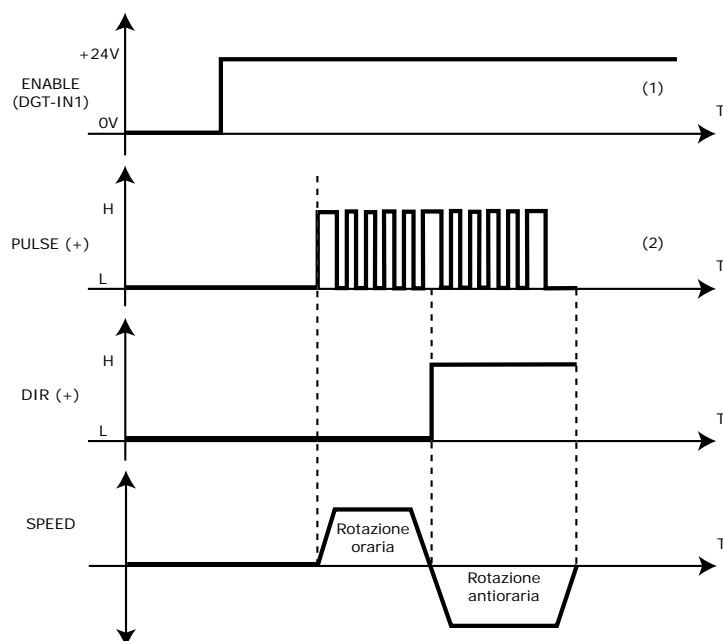 +24V
ENABLE
(DGT-IN1)
(1)
T
0V
H
PULSE (+)
(2)
T
L
H
DIR (+)
T
L
SPEED
Rotazione
oraria
T
Rotazione
antioraria